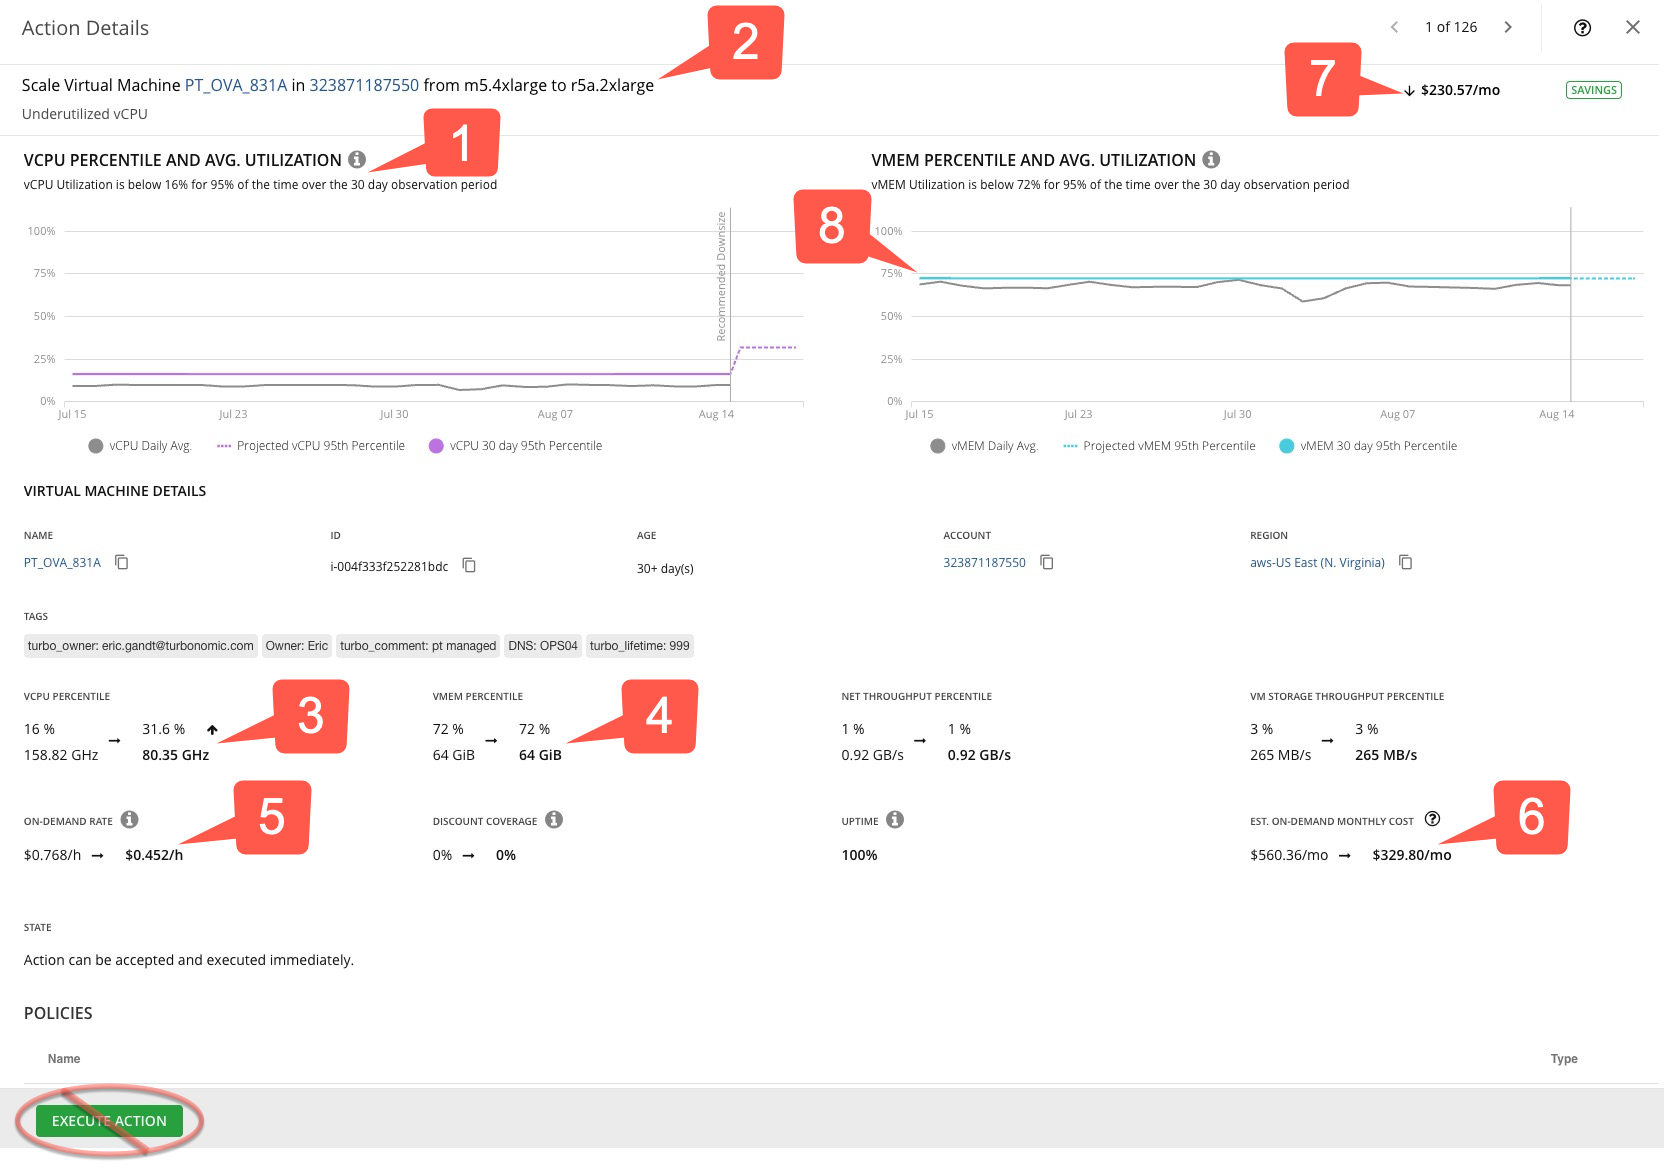 Action Details
2
1 of 126
Scale Virtual Machine PT_OVA_831A in 323871187550 from m5.4xlarge to r5a.2xlarge
7
$230.57/mo
SAVINGS
Underutilized vCPU
1
VCPU PERCENTILE AND AVG. UTILIZATION
vCPU Utilization is below 16% for 95% of the time over the 30 day observation period
100%
75%
50%
25%
0%
Recommended Downsize
Jul 15
Jul 23
Jul 30
Aug 07
Aug 14
vCPU Daily Avg.
Projected vCPU 95th Percentile
vCPU 30 day 95th Percentile
VMEM PERCENTILE AND AVG. UTILIZATION
vMEM Utilization is below 72% for 95% of the time over the 30 day observation period
8
100%
75%
50%
25%
0%
Jul 15
Jul 23
Jul 30
Aug 07
Aug 14
vMEM Daily Avg.
Projected vMEM 95th Percentile
vMEM 30 day 95th Percentile
VIRTUAL MACHINE DETAILS
NAME
PT_OVA_831A
ID
i-004f333f252281bdc
AGE
30+ day(s)
ACCOUNT
323871187550
REGION
aws-US East (N. Virginia)
TAGS
turbo_owner: eric.gandt@turbonomic.com
Owner: Eric
turbo_comment: pt managed
DNS: OPS04
turbo_lifetime: 999
VCPU PERCENTILE
16 %
31.6 %
158.82 GHz
80.35 GHz
3
VMEM PERCENTILE
72 %
72 %
64 GiB
64 GiB
4
NET THROUGHPUT PERCENTILE
1 %
1 %
0.92 GB/s
0.92 GB/s
VM STORAGE THROUGHPUT PERCENTILE
3 %
3 %
265 MB/s
265 MB/s
ON-DEMAND RATE
$0.768/h
$0.452/h
5
DISCOUNT COVERAGE
0%
0%
UPTIME
100%
EST. ON-DEMAND MONTHLY COST
$560.36/mo
$329.80/mo
6
STATE
Action can be accepted and executed immediately.
POLICIES
Name
Type
EXECUTE ACTION